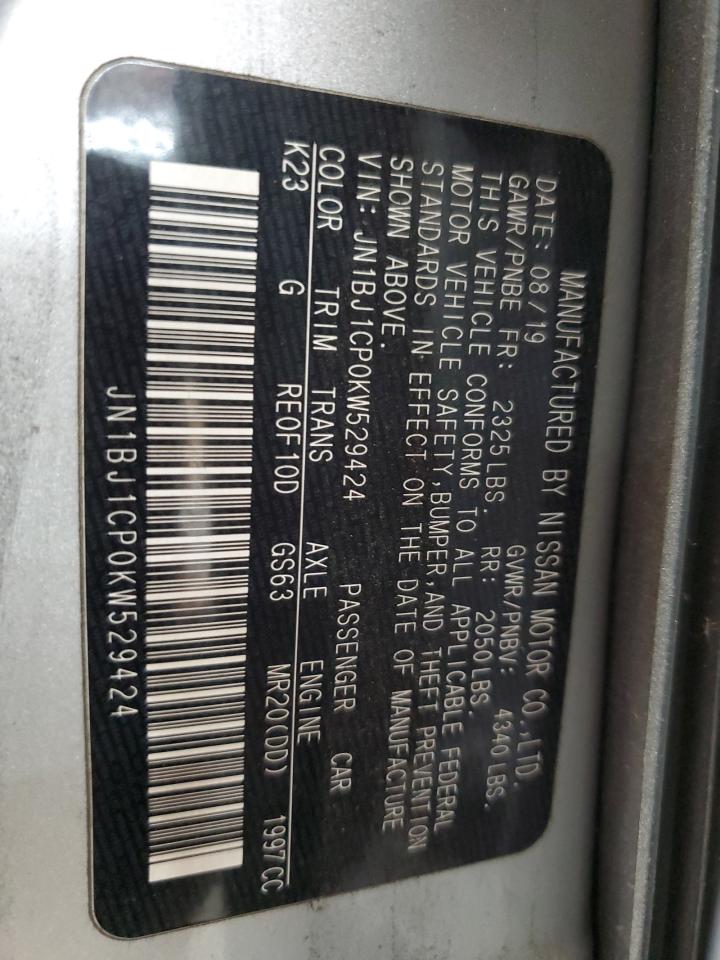 MANUFACTURED BY NISSAN MOTOR CO.,LTD.
DATE: 08/19 GVWR/PNBV: 4340LBS.
GAWR/PNBE FR: 2325LBS. RR: 2050LBS.
THIS VEHICLE CONFORMS TO ALL APPLICABLE FEDERAL
MOTOR VEHICLE SAFETY,BUMPER,AND THEFT PREVENTION
STANDARDS IN EFFECT ON THE DATE OF MANUFACTURE
SHOWN ABOVE.
VIN: JN1BJ1CP0KW529424 PASSENGER CAR
COLOR TRIM TRANS AXLE ENGINE
K23 G RE0F10D GS63 MR20(DD) 1997CC
JN1BJ1CP0KW529424